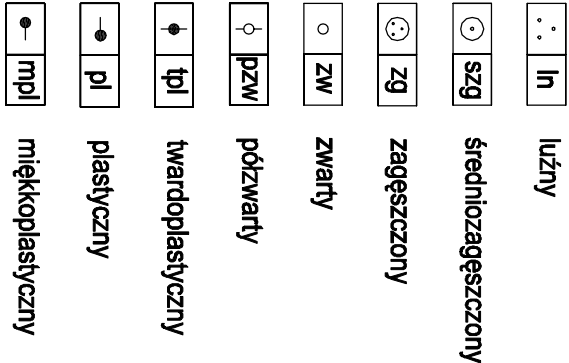 ln luźny
szg średniozagęszczony
zg zagęszczony
zw zwarty
pzw półzwarty
tpl twardoplastyczny
pl plastyczny
mpl miękkoplastyczny